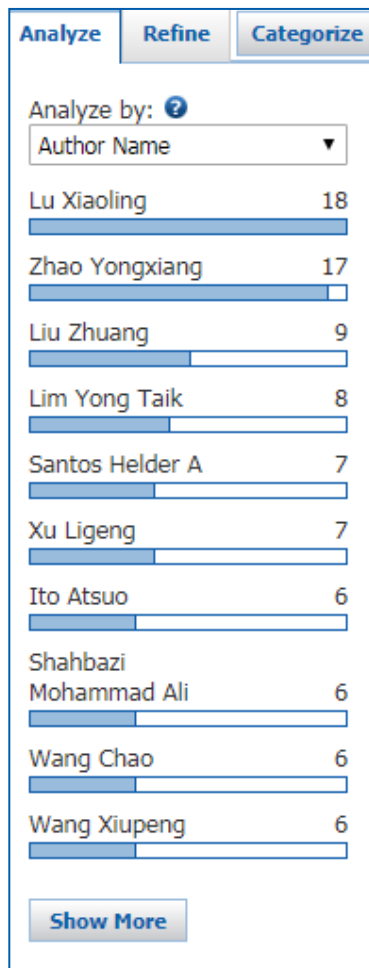 Analyze Refine Categorize
Analyze by: ?
Author Name
Lu Xiaoling 18
Zhao Yongxiang 17
Liu Zhuang 9
Lim Yong Taik 8
Santos Helder A 7
Xu Ligeng 7
Ito Atsuo 6
Shahbazi
Mohammad Ali 6
Wang Chao 6
Wang Xiupeng 6
Show More